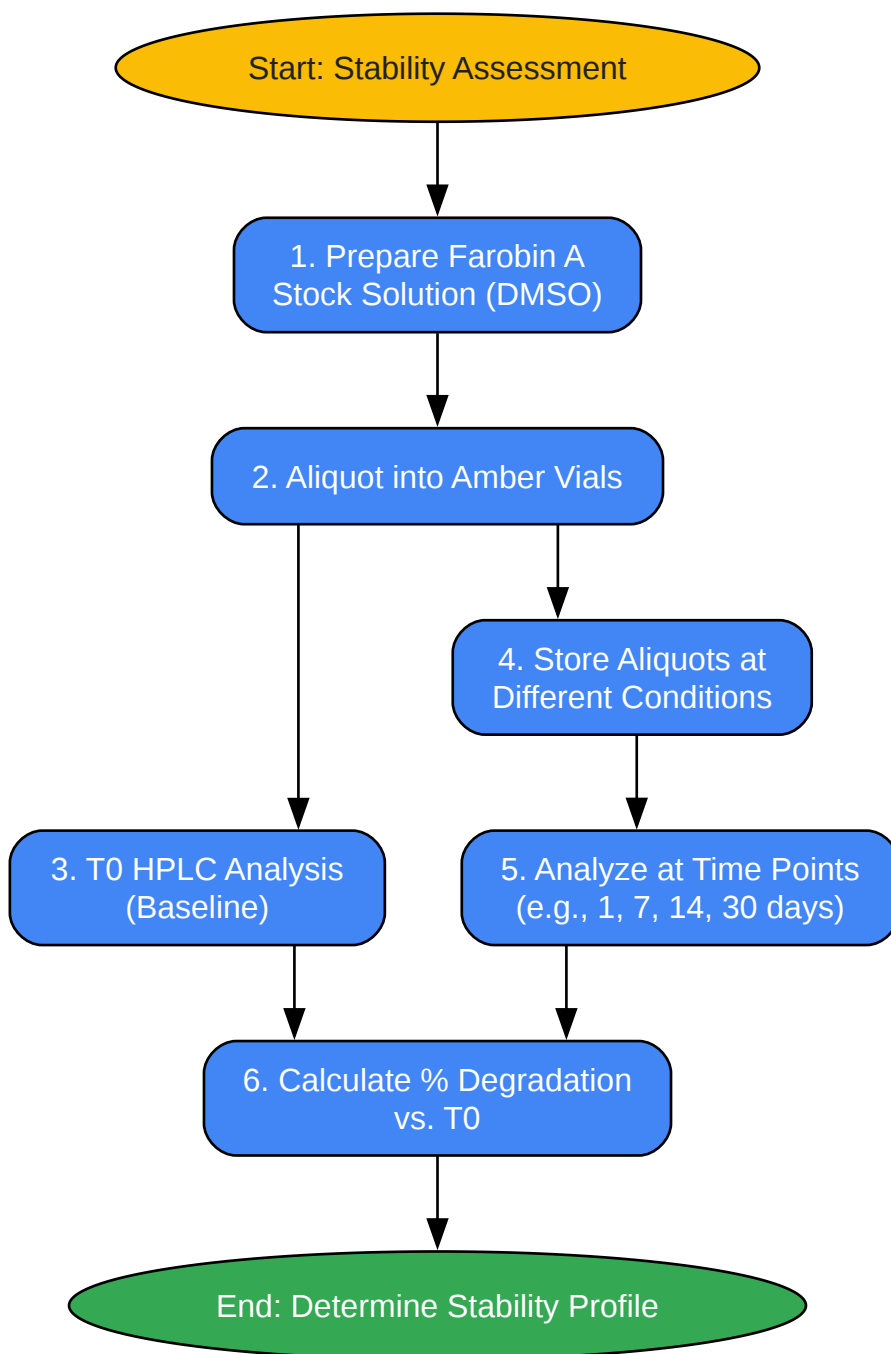 Start: Stability Assessment
1. Prepare Farobin A
Stock Solution (DMSO)
2. Aliquot into Amber Vials
4. Store Aliquots at
Different Conditions
3. T0 HPLC Analysis
(Baseline)
5. Analyze at Time Points
(e.g., 1, 7, 14, 30 days)
6. Calculate % Degradation
vs. T0
End: Determine Stability Profile